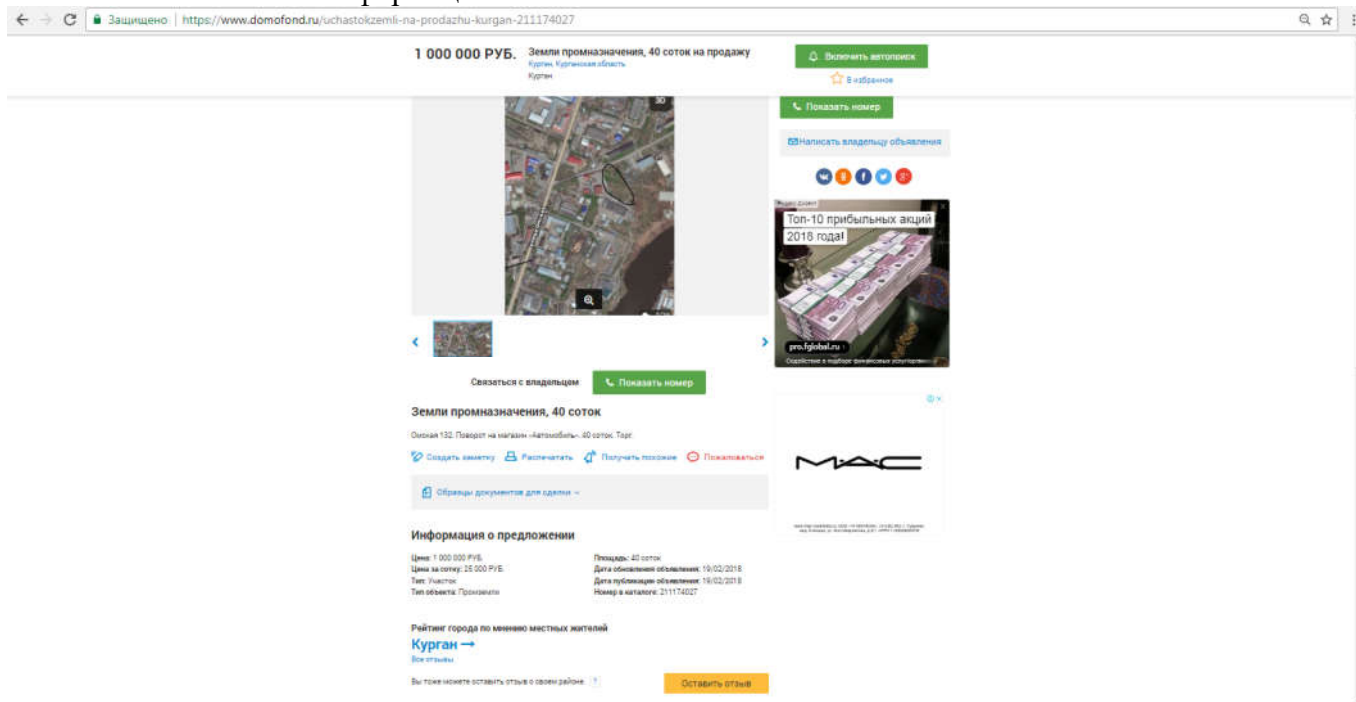 Защищено | https://www.domofond.ru/uchastokzemli-na-prodazhu-kurgan-211174027
1 000 000 РУБ.
Земли промназначения, 40 соток на продажу
Курган, Курганская область
Курган
Включить автопоиск
В избранное
Показать номер
Написать владельцу объявления
Топ-10 прибыльных акций
2018 года!
pro.fglobal.ru
Связаться с владельцем
Показать номер
Земли промназначения, 40 соток
Омская 132. Поворот на магазин «Автомобиль». 40 соток. Торг.
Создать заметку
Распечатать
Получать похожие
Пожаловаться
Образцы документов для сделки
MAC
Информация о предложении
Цена: 1 000 000 РУБ.
Цена за сотку: 25 000 РУБ.
Тип: Участок
Тип объекта: Промземли
Площадь: 40 соток
Дата обновления объявления: 19/02/2018
Дата публикации объявления: 19/02/2018
Номер в каталоге: 211174027
Рейтинг города по мнению местных жителей
Курган →
Все отзывы
Вы тоже можете оставить отзыв о своем районе ?
Оставить отзыв